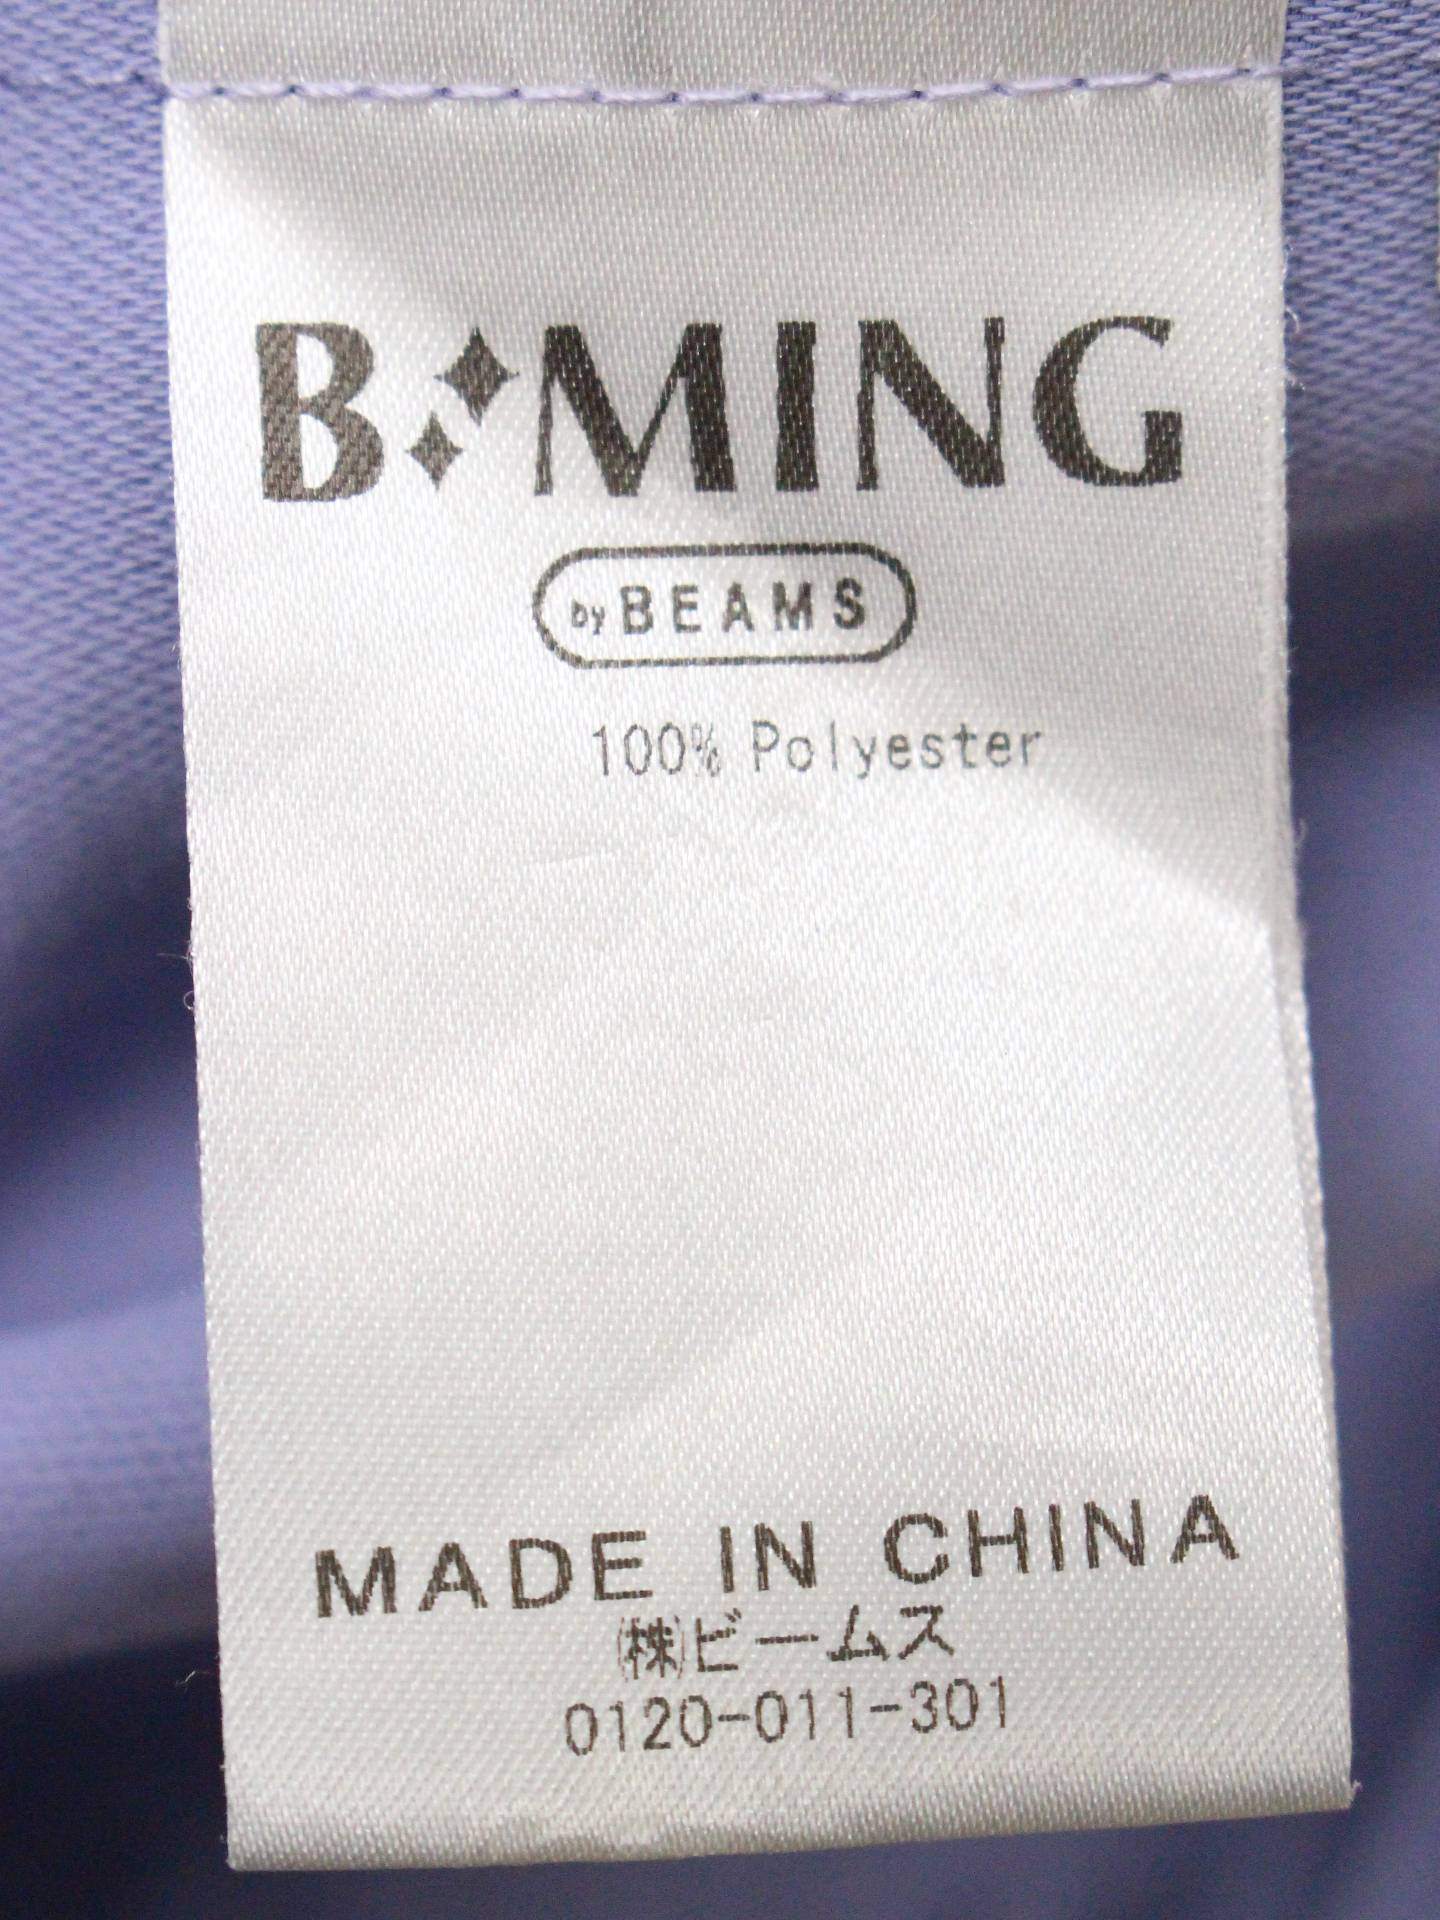 B MING
by BEAMS
100% Polyester
MADE IN CHINA
㈱ビームス
0120-011-301